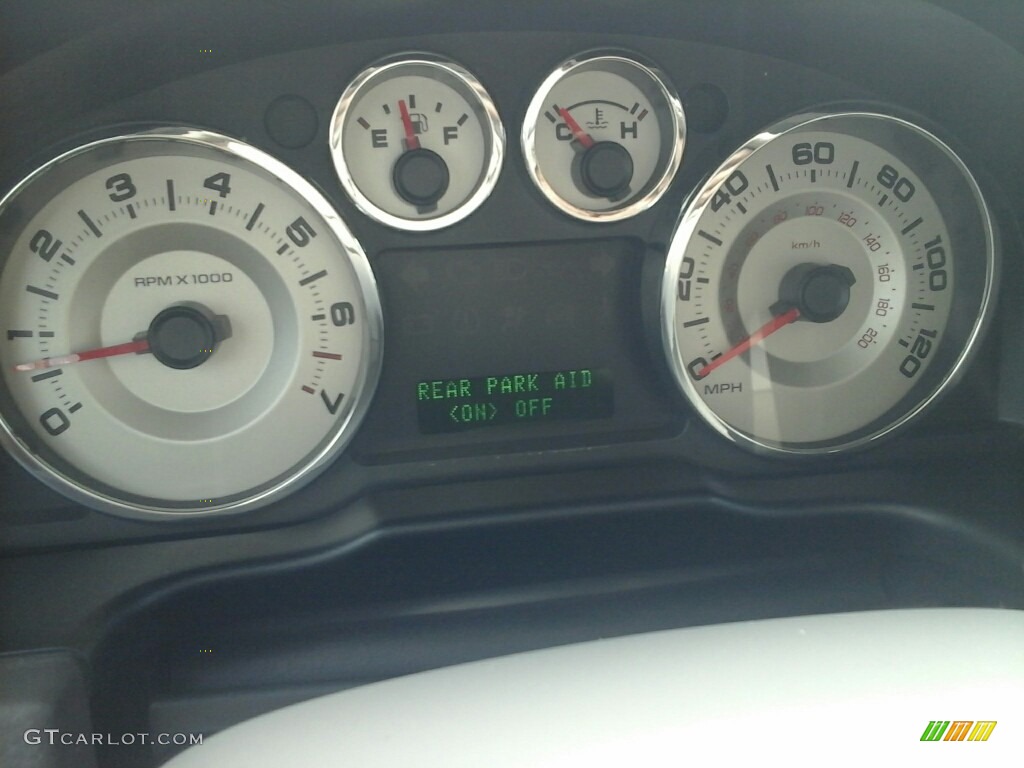 E F
C H
0 1 2 3 4 5 6 7
RPM X 1000
0 20 40 60 80 100 120
MPH
km/h
100 120 140 160 180 200
REAR PARK AID
<ON> OFF
GTCARLOT.COM